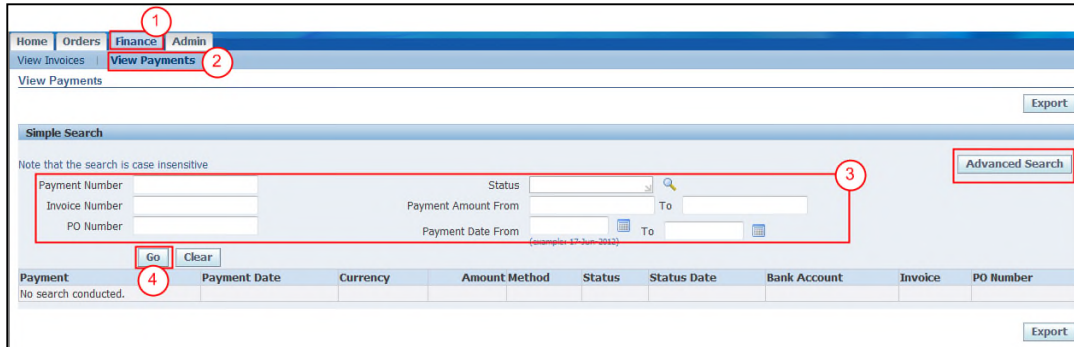 1
Home Orders Finance Admin
View Invoices | View Payments 2
View Payments
Export
Simple Search
Note that the search is case insensitive
Advanced Search
3
Payment Number Status
Invoice Number Payment Amount From To
PO Number Payment Date From To
(example: 17-Jun-2012)
Go Clear
4
Payment Payment Date Currency Amount Method Status Status Date Bank Account Invoice PO Number
No search conducted.
Export